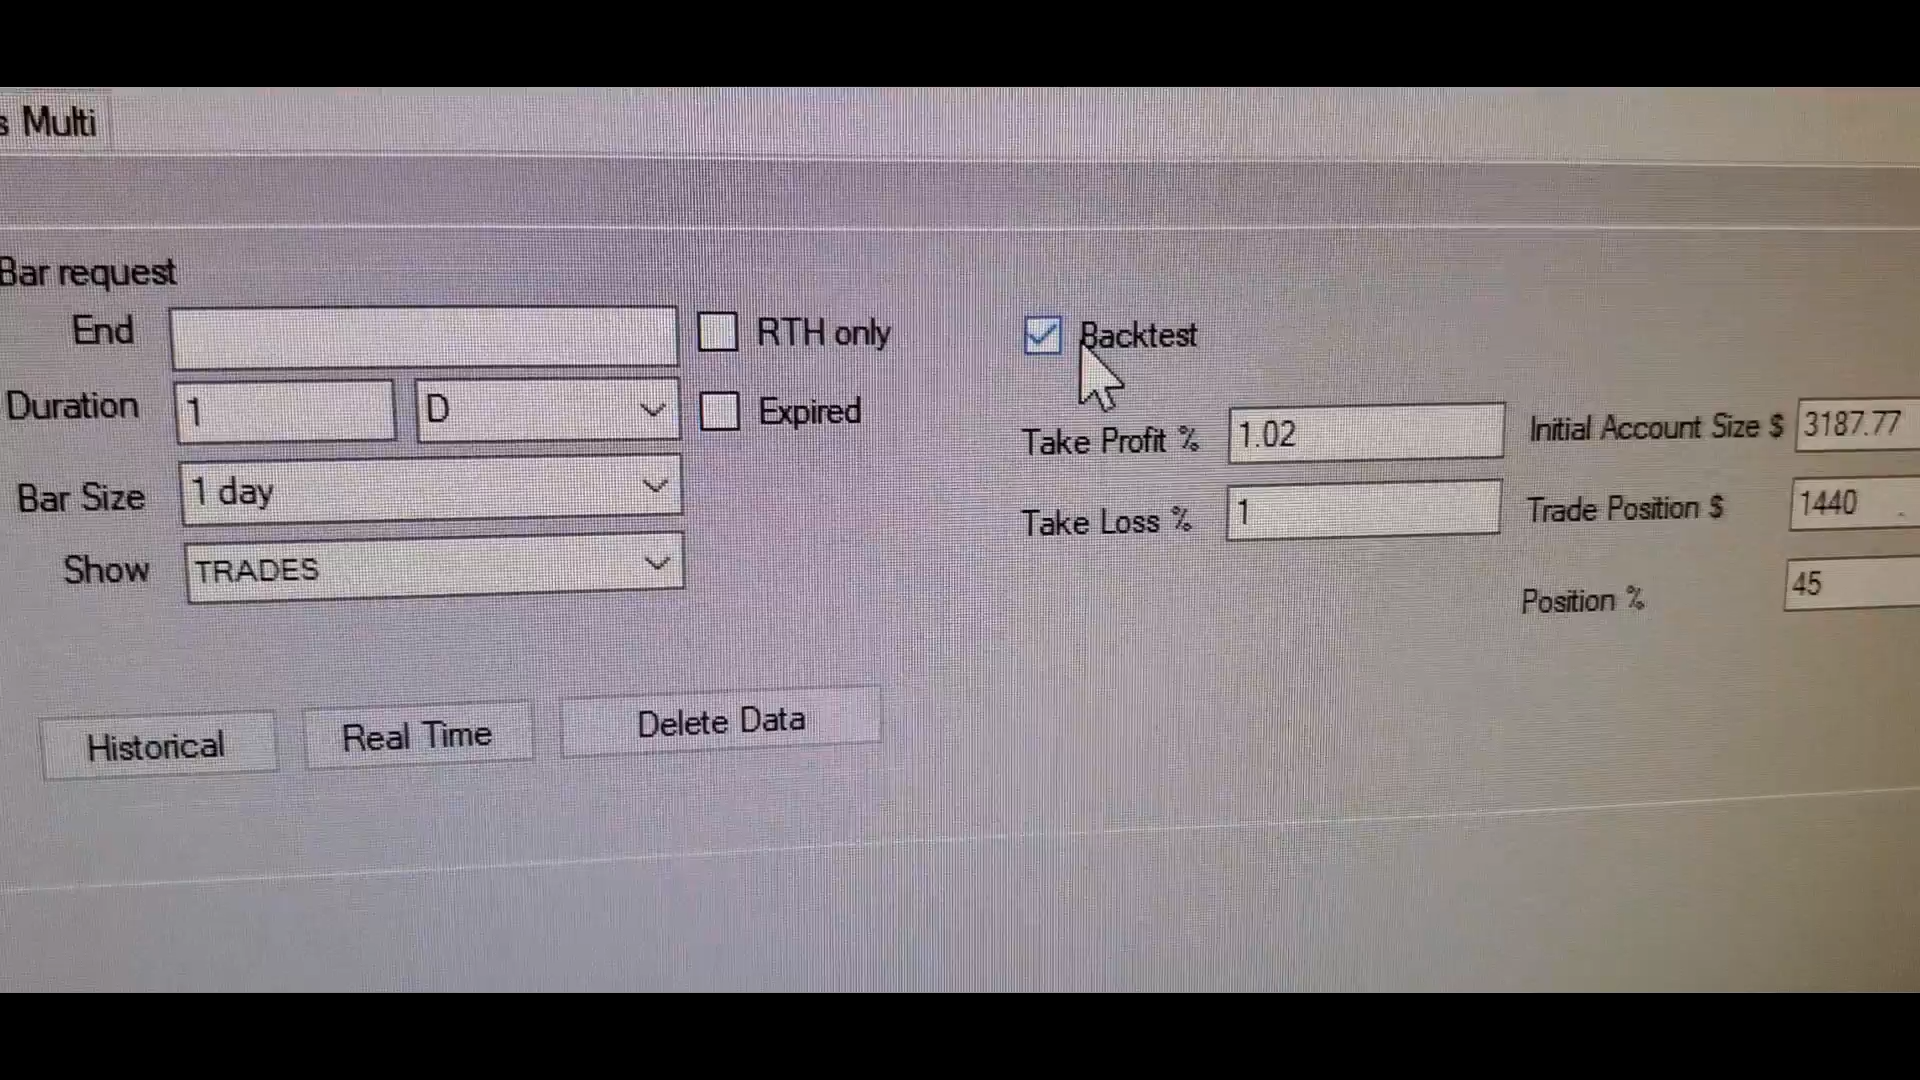 s Multi
Bar request
End
RTH only
Backtest
Duration 1 D
Expired
Take Profit % 1.02
Initial Account Size $ 3187.77
Bar Size 1 day
Take Loss % 1
Trade Position $ 1440
Show TRADES
Position % 45
Historical
Real Time
Delete Data